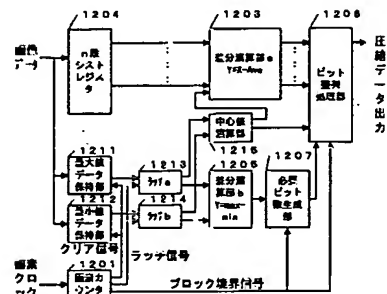 1204
1203
1206
画像
データ
n段
シフト
レジス
タ
差分演算部a
Y=X-Ave
ビット
整列
処理部
圧縮データ出力
中心値
演算部
1215
1211
最大値
データ
保持部
1213
ラッチa
1205
差分演
算部b
Y=max-
min
1207
必要
ビット
数生成
部
1212
最小値
データ
保持部
1214
ラッチb
クリア信号
ラッチ信号
画素
クロ
ック
1201
画素カ
ウンタ
ブロック境界信号